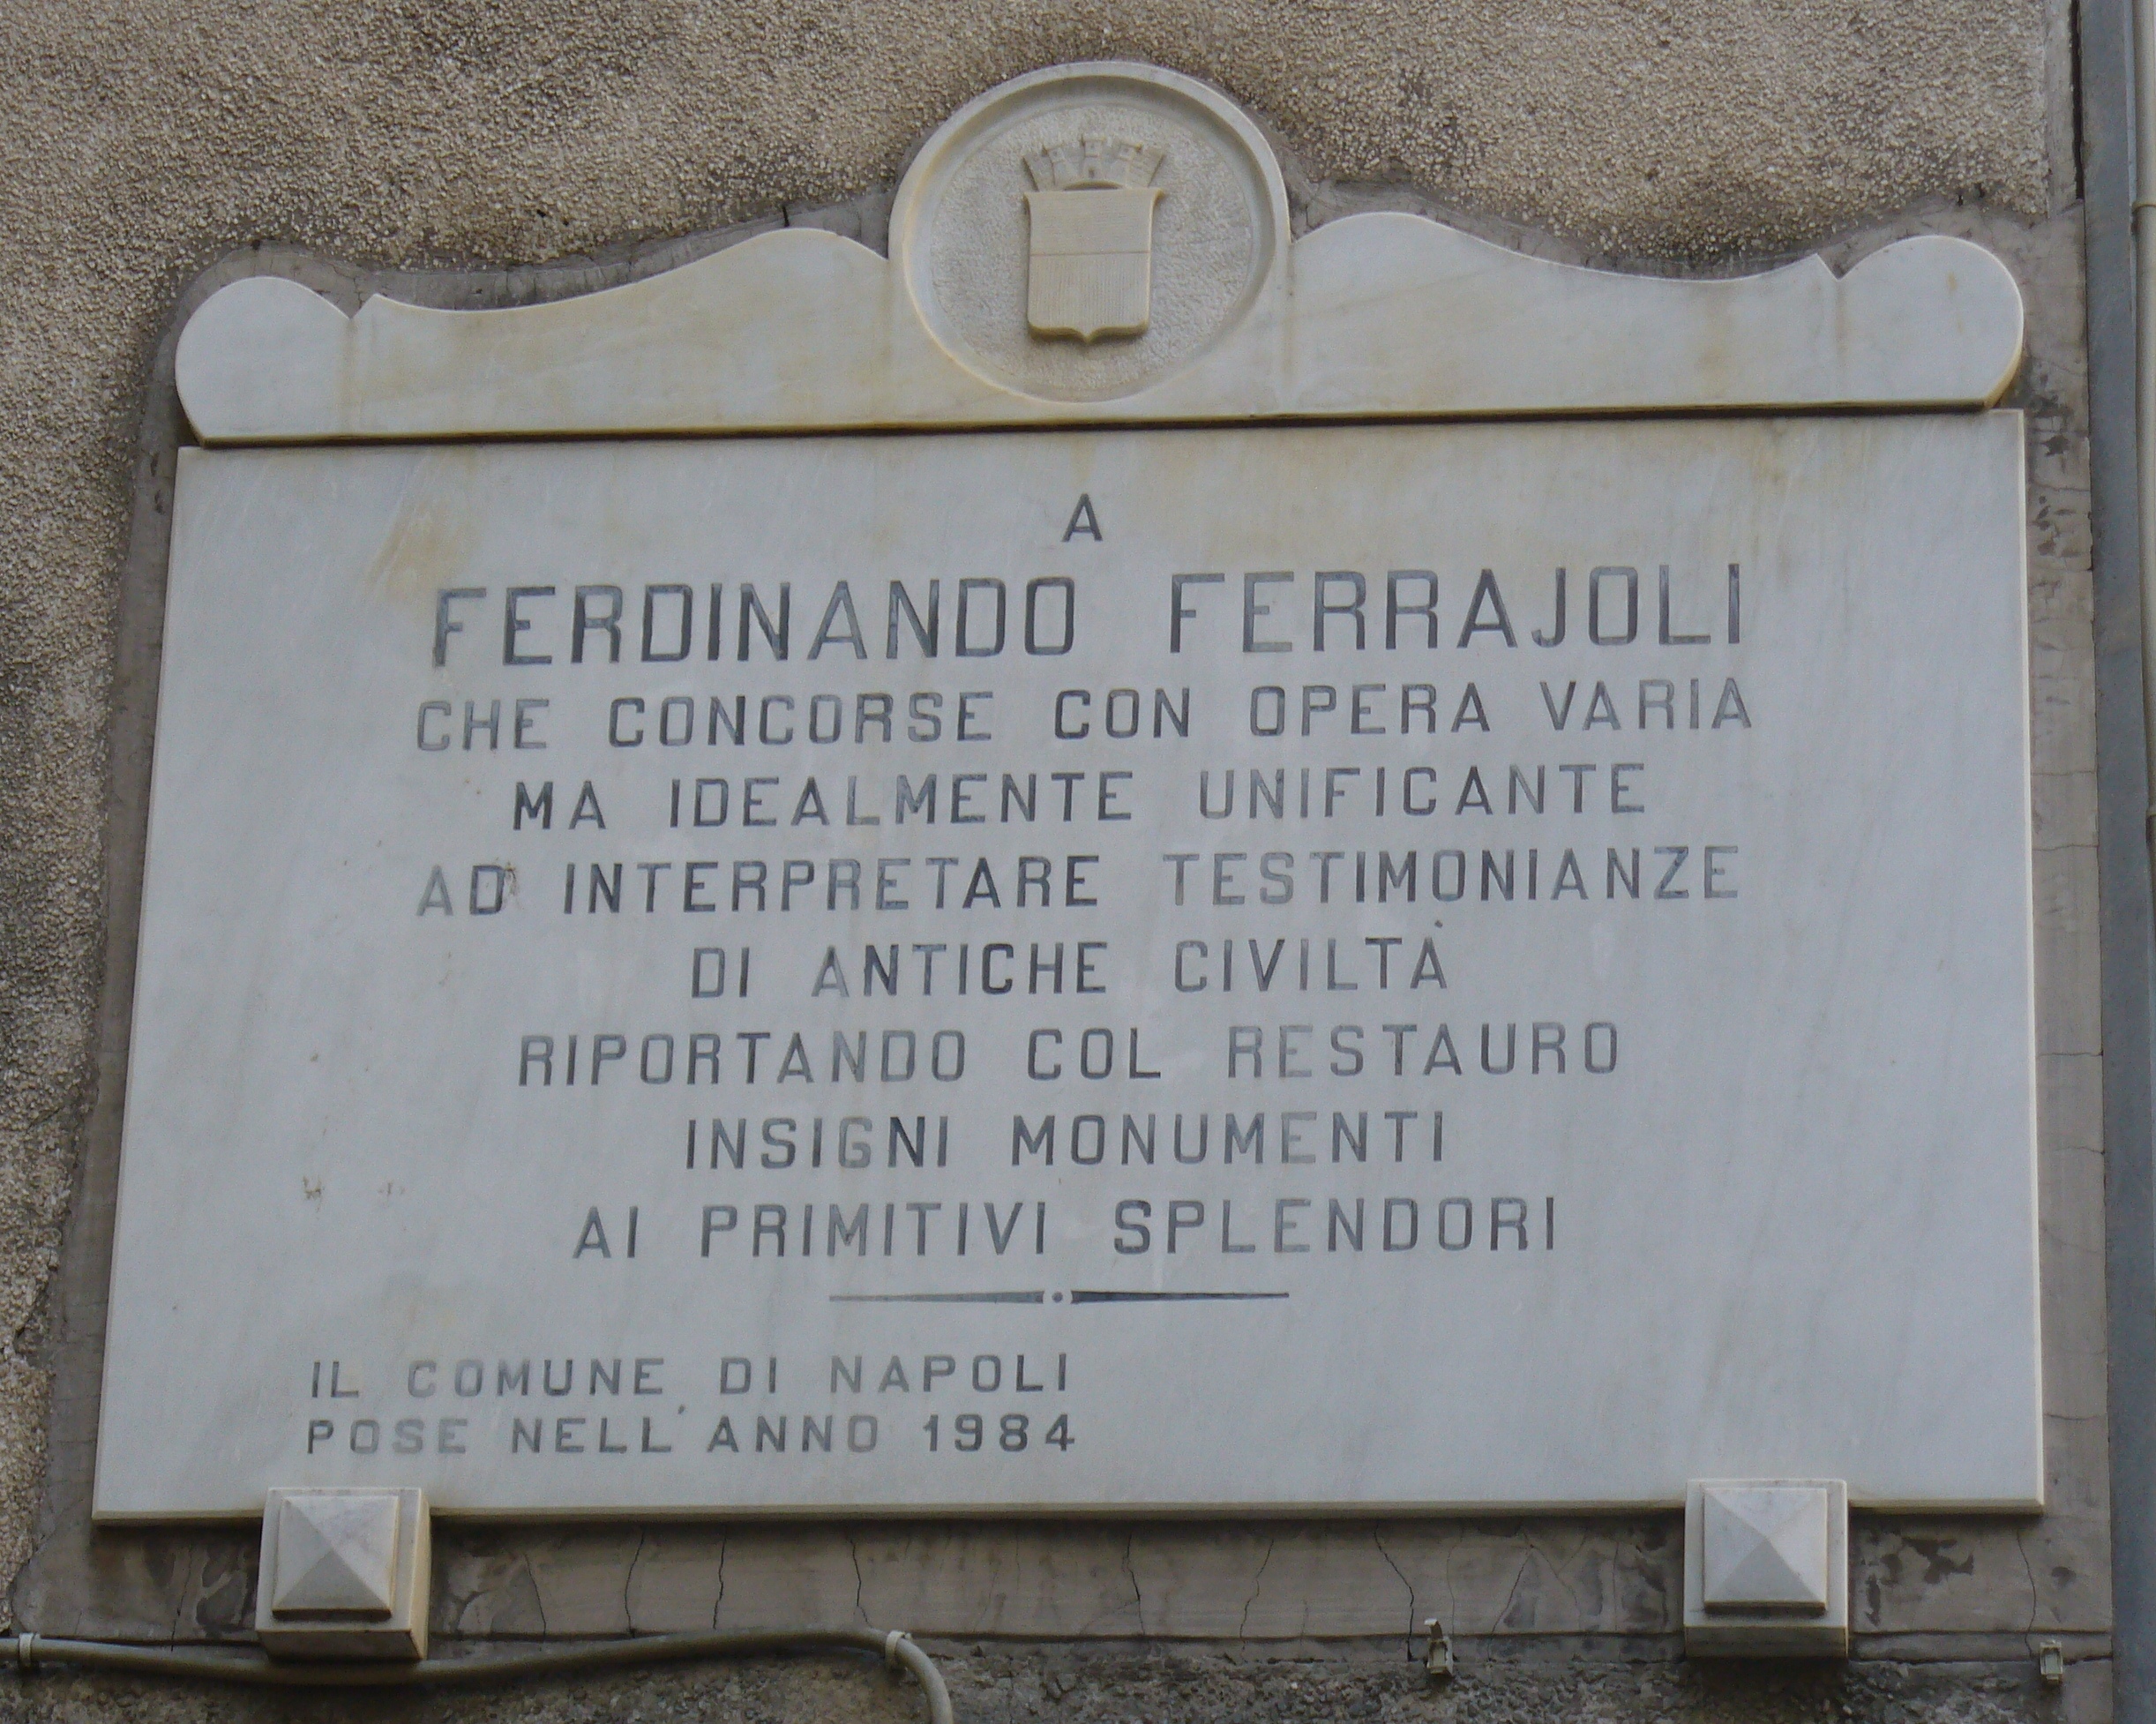 A
FERDINANDO FERRAJOLI
CHE CONCORSE CON OPERA VARIA
MA IDEALMENTE UNIFICANTE
AD INTERPRETARE TESTIMONIANZE
DI ANTICHE CIVILTÀ
RIPORTANDO COL RESTAURO
INSIGNI MONUMENTI
AI PRIMITIVI SPLENDORI
IL COMUNE DI NAPOLI
POSE NELL'ANNO 1984